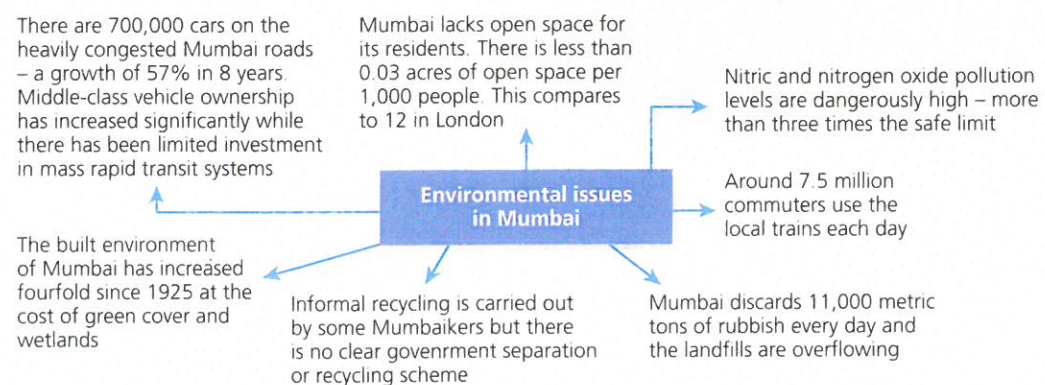 There are 700,000 cars on the
heavily congested Mumbai roads
– a growth of 57% in 8 years.
Middle-class vehicle ownership
has increased significantly while
there has been limited investment
in mass rapid transit systems
Mumbai lacks open space for
its residents. There is less than
0.03 acres of open space per
1,000 people. This compares
to 12 in London
Nitric and nitrogen oxide pollution
levels are dangerously high – more
than three times the safe limit
Environmental issues
in Mumbai
Around 7.5 million
commuters use the
local trains each day
The built environment
of Mumbai has increased
fourfold since 1925 at the
cost of green cover and
wetlands
Informal recycling is carried out
by some Mumbaikers but there
is no clear govenrment separation
or recycling scheme
Mumbai discards 11,000 metric
tons of rubbish every day and
the landfills are overflowing